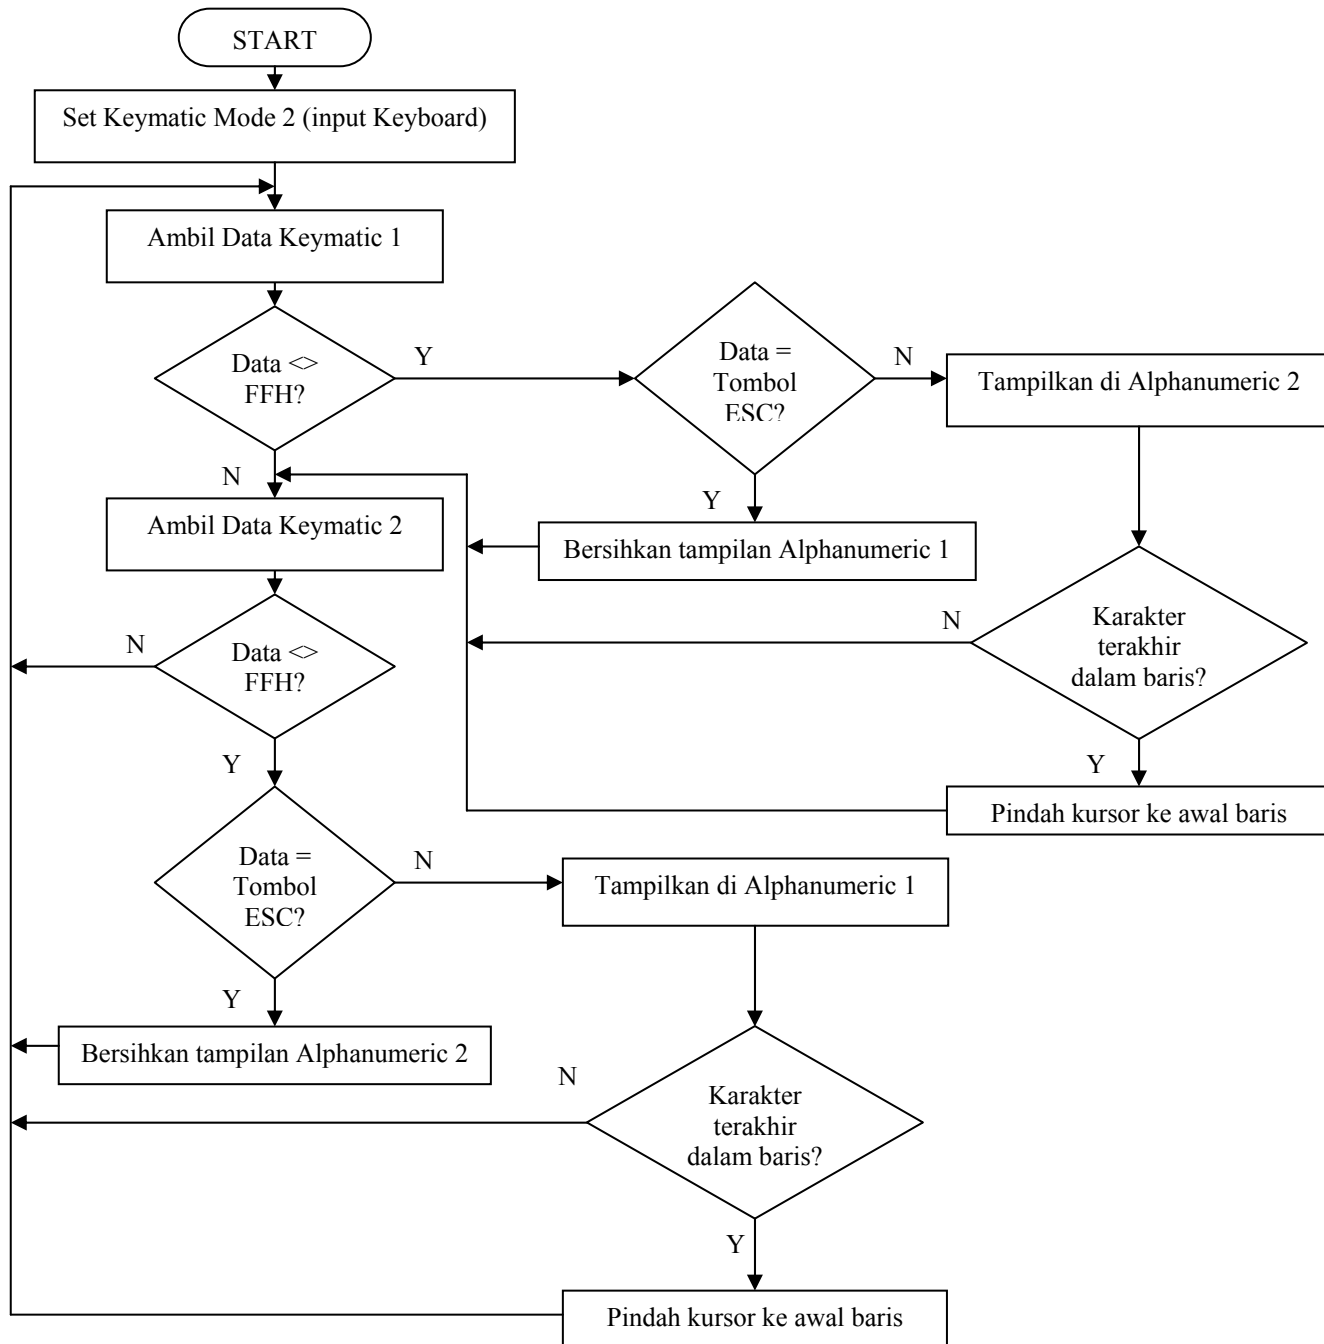 START
Set Keymatic Mode 2 (input Keyboard)
Ambil Data Keymatic 1
Data <>
FFH?
Y
Data =
Tombol
ESC?
N
Tampilkan di Alphanumeric 2
N
Y
Ambil Data Keymatic 2
Bersihkan tampilan Alphanumeric 1
N
Data <>
FFH?
N
Karakter
terakhir
dalam baris?
Y
Y
Pindah kursor ke awal baris
Data =
Tombol
ESC?
N
Tampilkan di Alphanumeric 1
Y
Bersihkan tampilan Alphanumeric 2
N
Karakter
terakhir
dalam baris?
Y
Pindah kursor ke awal baris